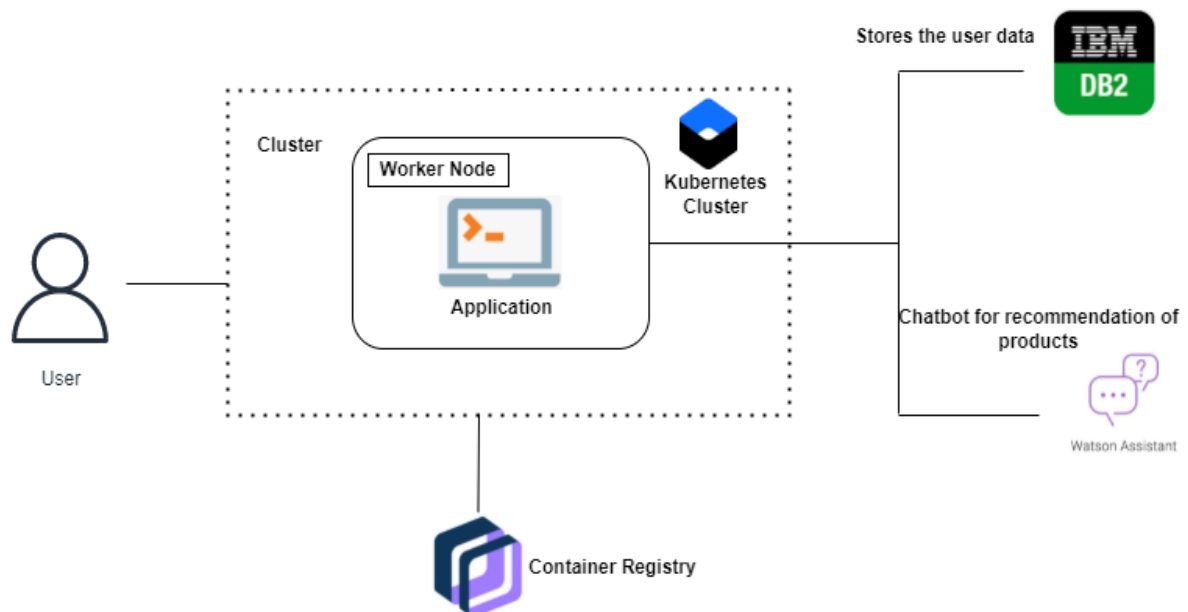 Stores the user data
IBM
DB2
Cluster
Worker Node
Kubernetes
Cluster
Application
Chatbot for recommendation of
products
User
?
Watson Assistant
Container Registry